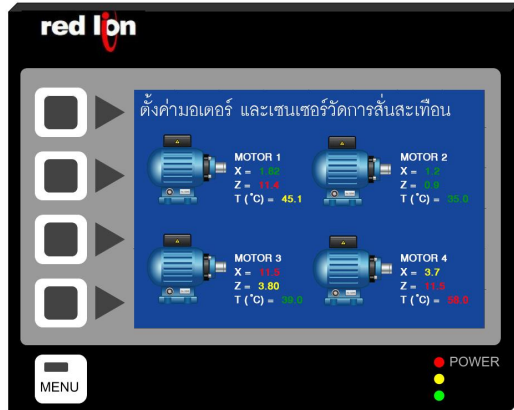 red lion
ตั้งค่ามอเตอร์ และเซนเซอร์วัดการสั่นสะเทือน
MOTOR 1
X = 1.82
Z = 11.4
T (°C) = 45.1
MOTOR 2
X = 1.2
Z = 0.9
T (°C) = 35.0
MOTOR 3
X = 11.5
Z = 3.80
T (°C) = 39.0
MOTOR 4
X = 3.7
Z = 11.5
T (°C) = 56.8
POWER
MENU